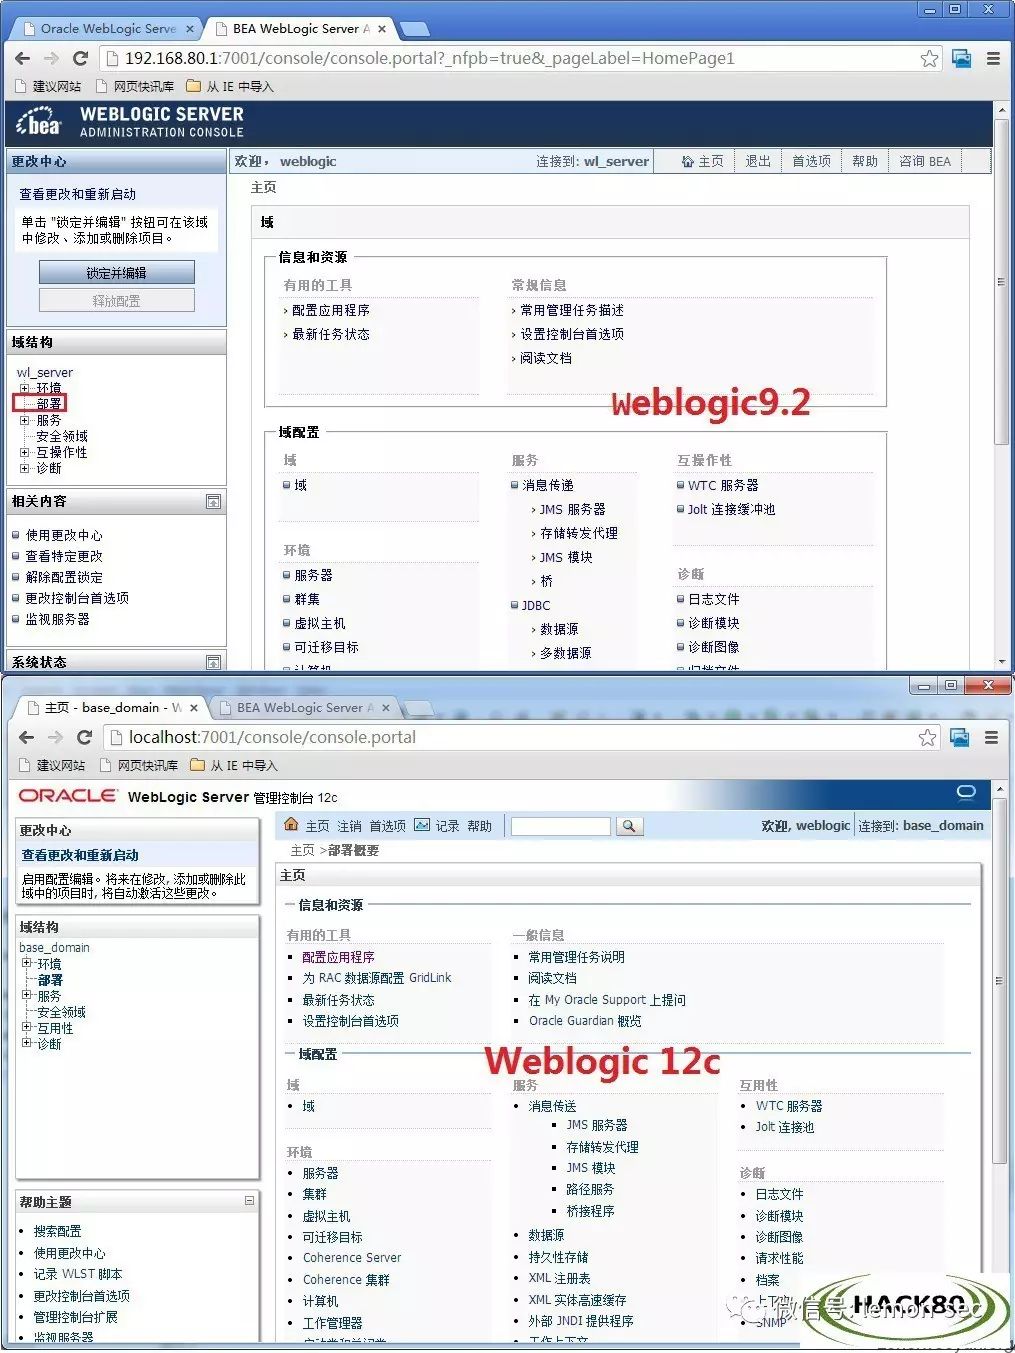 Oracle WebLogic Serve
BEA WebLogic Server A
192.168.80.1:7001/console/console.portal?_nfpb=true&_pageLabel=HomePage1
建议网站 网页快讯库 从 IE 中导入
bea WEBLOGIC SERVER
ADMINISTRATION CONSOLE
更改中心
欢迎, weblogic 连接到: wl_server 主页 退出 首选项 帮助 咨询 BEA
查看更改和重新启动
单击 "锁定并编辑" 按钮可在该域
中修改、添加或删除项目。
锁定并编辑
释放配置
域结构
wl_server
环境
部署
服务
安全领域
互操作性
诊断
相关内容
使用更改中心
查看特定更改
解除配置锁定
更改控制台首选项
监视服务器
系统状态
主页
域
信息和资源
有用的工具
配置应用程序
最新任务状态
常规信息
常用管理任务描述
设置控制台首选项
阅读文档
Weblogic9.2
域配置
域
域
环境
服务器
群集
虚拟主机
可迁移目标
计算机
服务
消息传递
JMS 服务器
存储转发代理
JMS 模块
桥
JDBC
数据源
多数据源
互操作性
WTC 服务器
Jolt 连接缓冲池
诊断
日志文件
诊断模块
诊断图像
归档文件
主页 - base_domain - W
BEA WebLogic Server A
localhost:7001/console/console.portal
建议网站 网页快讯库 从 IE 中导入
ORACLE WebLogic Server 管理控制台 12c
更改中心
查看更改和重新启动
启用配置编辑。将来在修改, 添加或删除此
域中的项目时, 将自动激活这些更改。
域结构
base_domain
环境
部署
服务
安全领域
互用性
诊断
帮助主题
搜索配置
使用更改中心
记录 WLST 脚本
更改控制台首选项
管理控制台扩展
监视服务器
主页 注销 首选项 记录 帮助
欢迎, weblogic 连接到: base_domain
主页 >部署概要
主页
信息和资源
有用的工具
配置应用程序
为 RAC 数据源配置 GridLink
最新任务状态
设置控制台首选项
一般信息
常用管理任务说明
阅读文档
在 My Oracle Support 上提问
Oracle Guardian 概览
域配置
Weblogic 12c
域
域
环境
服务器
集群
虚拟主机
可迁移目标
Coherence Server
Coherence 集群
计算机
工作管理器
启动类和关闭类
服务
消息传送
JMS 服务器
存储转发代理
JMS 模块
路径服务
桥接程序
数据源
持久性存储
XML 注册表
XML 实体高速缓存
外部 JNDI 提供程序
工作上下文
互用性
WTC 服务器
Jolt 连接池
诊断
日志文件
诊断模块
诊断图像
请求性能
档案
SNMP
微信号: lemon-sec
HACK80